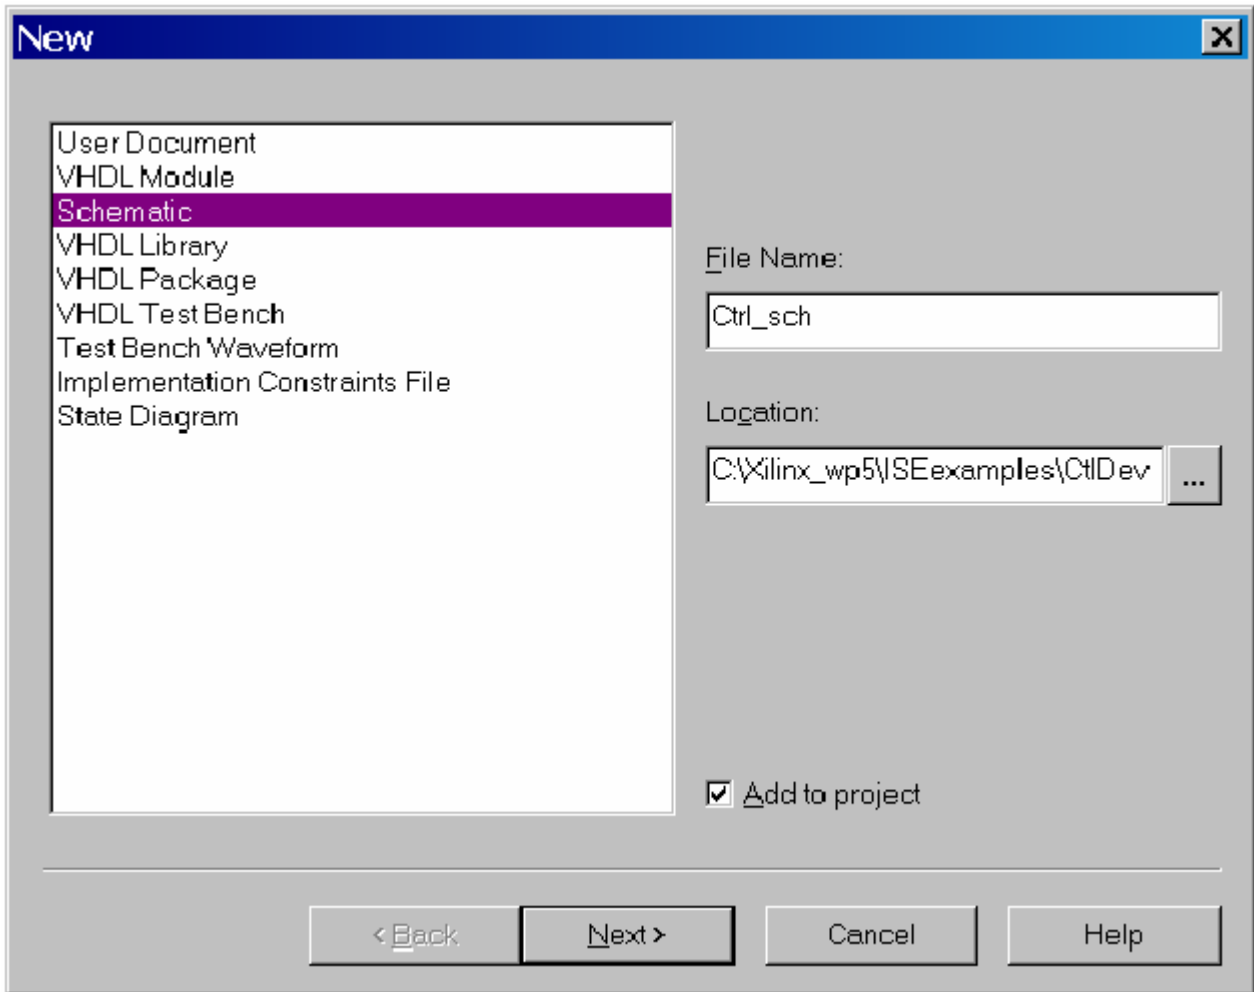 New
User Document
VHDL Module
Schematic
VHDL Library
VHDL Package
VHDL Test Bench
Test Bench Waveform
Implementation Constraints File
State Diagram
File Name:
Ctrl_sch
Location:
C:\Xilinx_wp5\ISEexamples\CtlDev
...
Add to project
< Back
Next >
Cancel
Help